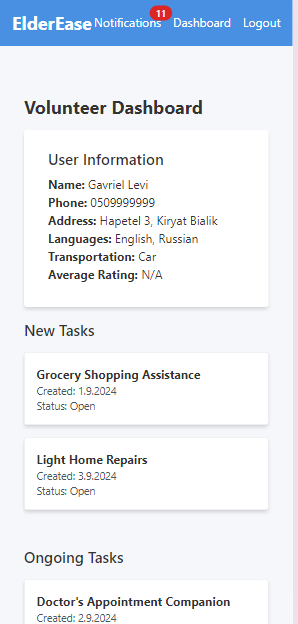 ElderEase Notifications 11 Dashboard Logout
Volunteer Dashboard
User Information
Name: Gavriel Levi
Phone: 0509999999
Address: Hapetel 3, Kiryat Bialik
Languages: English, Russian
Transportation: Car
Average Rating: N/A
New Tasks
Grocery Shopping Assistance
Created: 1.9.2024
Status: Open
Light Home Repairs
Created: 3.9.2024
Status: Open
Ongoing Tasks
Doctor's Appointment Companion
Created: 2.9.2024